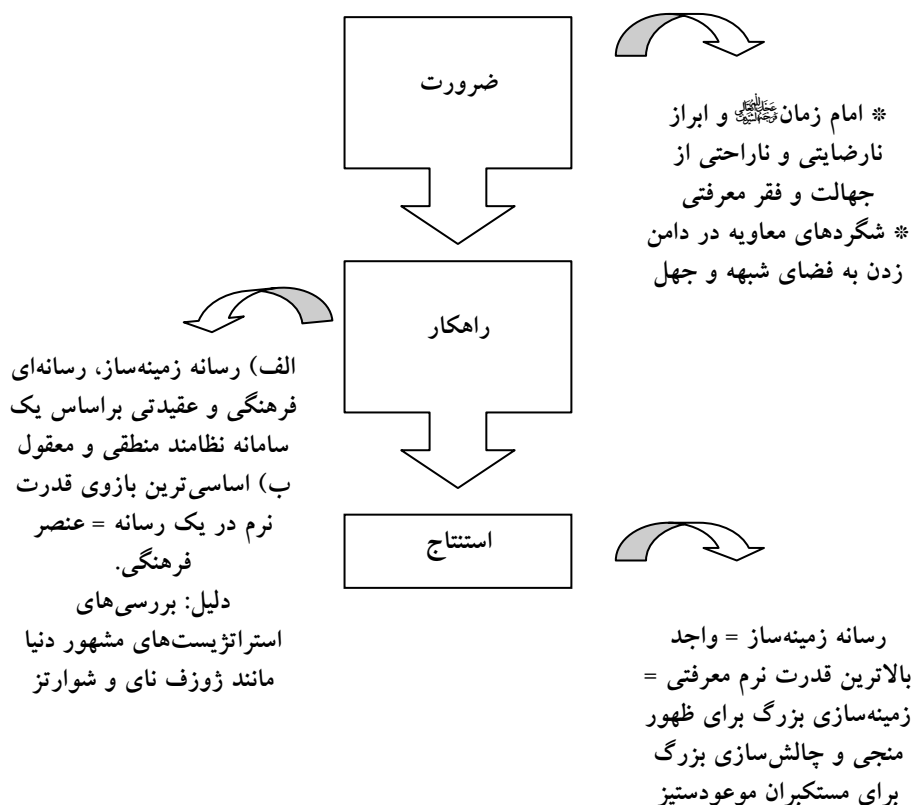 ضرورت
* امام زمان عجل الله تعالی فرجه الشریف و ابراز
نارضایتی و ناراحتی از
جهالت و فقر معرفتی
* شگردهای معاویه در دامن
زدن به فضای شبهه و جهل
راهکار
الف) رسانه زمینه‌ساز، رسانه‌ای
فرهنگی و عقیدتی براساس یک
سامانه نظامند منطقی و معقول
ب) اساسی‌ترین بازوی قدرت
نرم در یک رسانه = عنصر
فرهنگی.
دلیل: بررسی‌های
استراتژیست‌های مشهور دنیا
مانند ژوزف نای و شوارتز
استنتاج
رسانه زمینه‌ساز = واجد
بالاترین قدرت نرم معرفتی =
زمینه‌سازی بزرگ برای ظهور
منجی و چالش‌سازی بزرگ
برای مستکبران موعودستیز